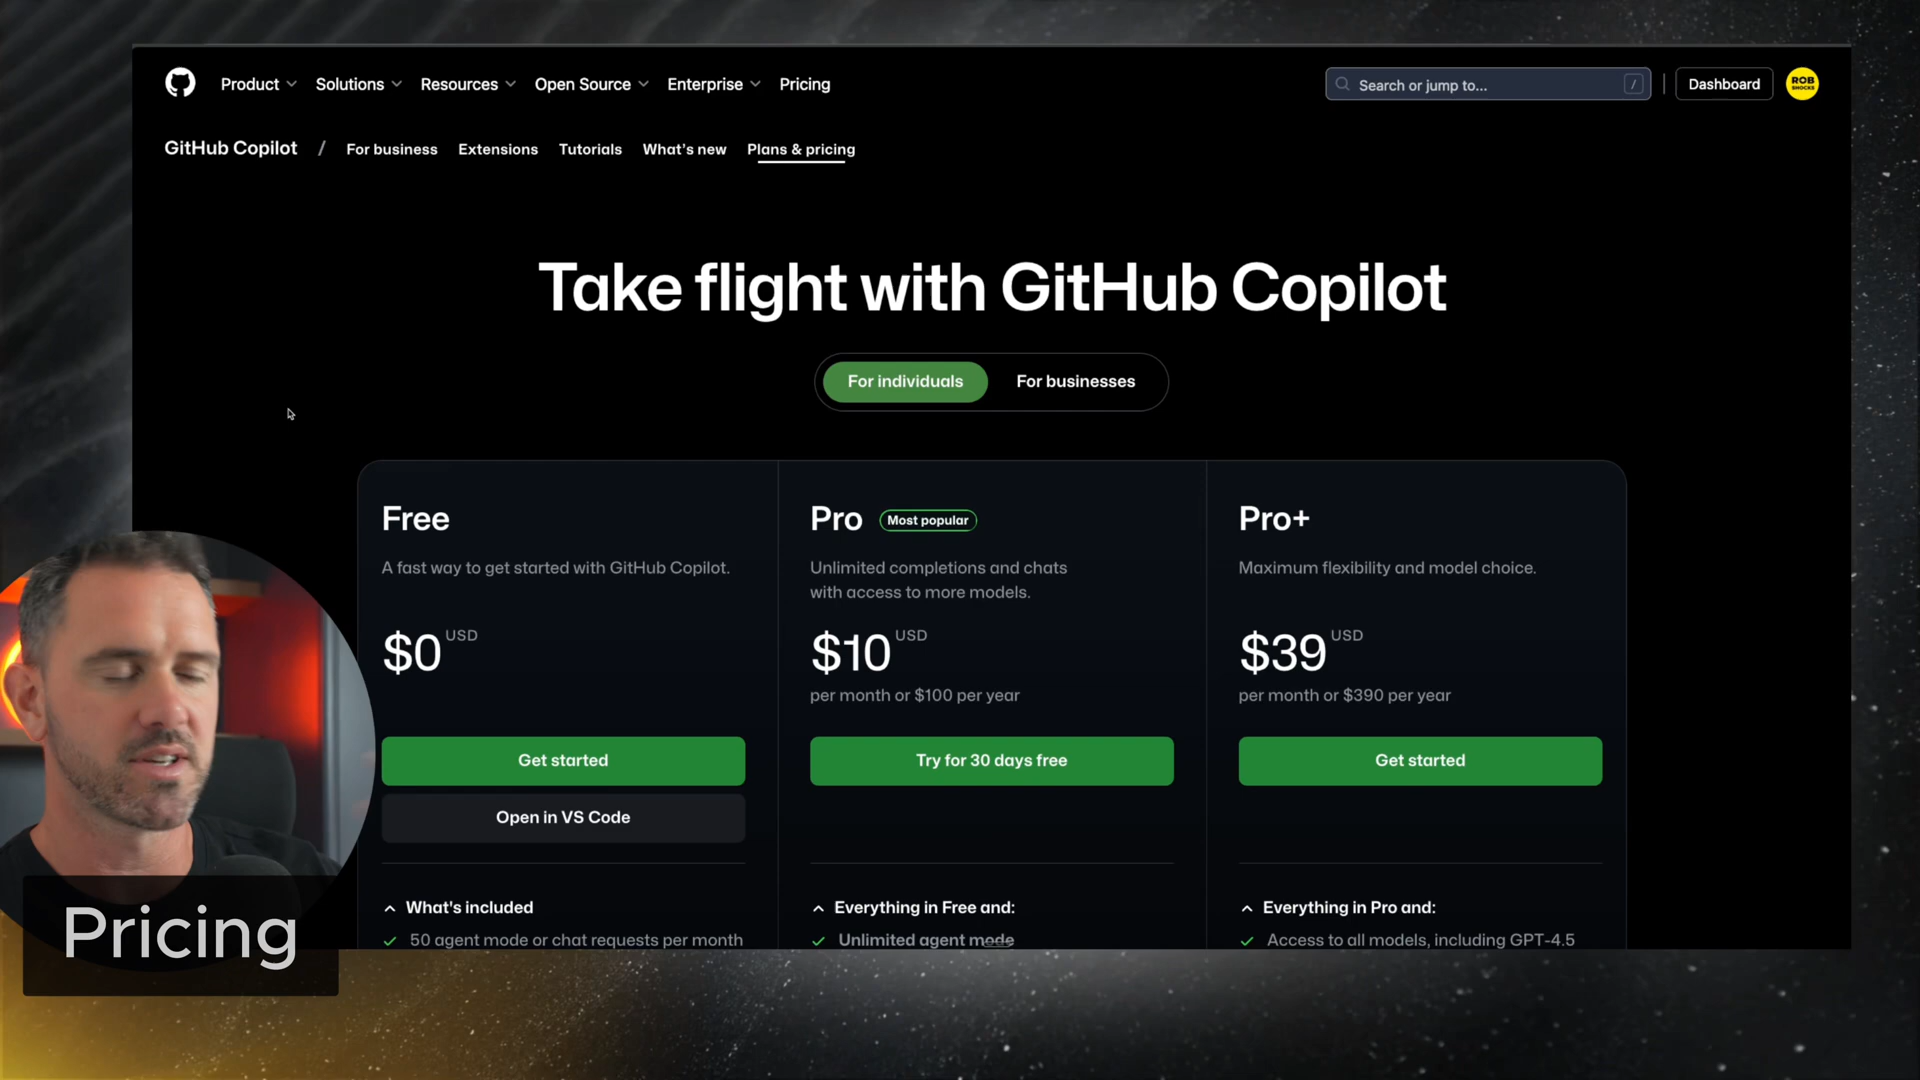 Product Solutions Resources Open Source Enterprise Pricing
Search or jump to... /
Dashboard
ROB
SHOCKS
GitHub Copilot / For business Extensions Tutorials What's new Plans & pricing
Take flight with GitHub Copilot
For individuals For businesses
Free
A fast way to get started with GitHub Copilot.
$0 USD
Get started
Open in VS Code
What's included
50 agent mode or chat requests per month
Pro Most popular
Unlimited completions and chats
with access to more models.
$10 USD
per month or $100 per year
Try for 30 days free
Everything in Free and:
Unlimited agent mode
Pro+
Maximum flexibility and model choice.
$39 USD
per month or $390 per year
Get started
Everything in Pro and:
Access to all models, including GPT-4.5
Pricing